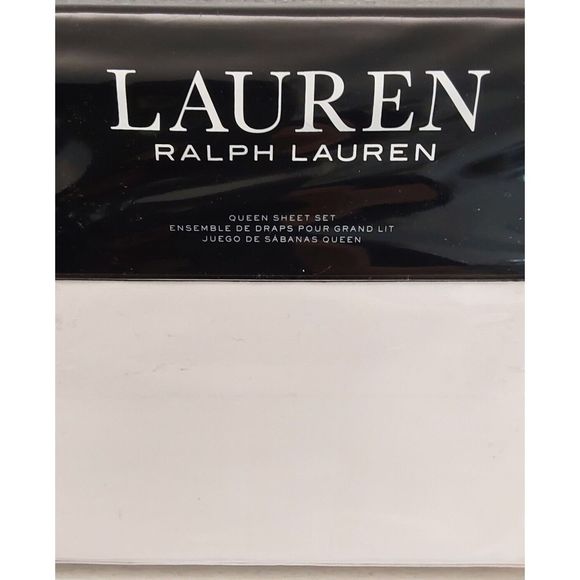 LAUREN
RALPH LAUREN
QUEEN SHEET SET
ENSEMBLE DE DRAPS POUR GRAND LIT
JUEGO DE SÁBANAS QUEEN